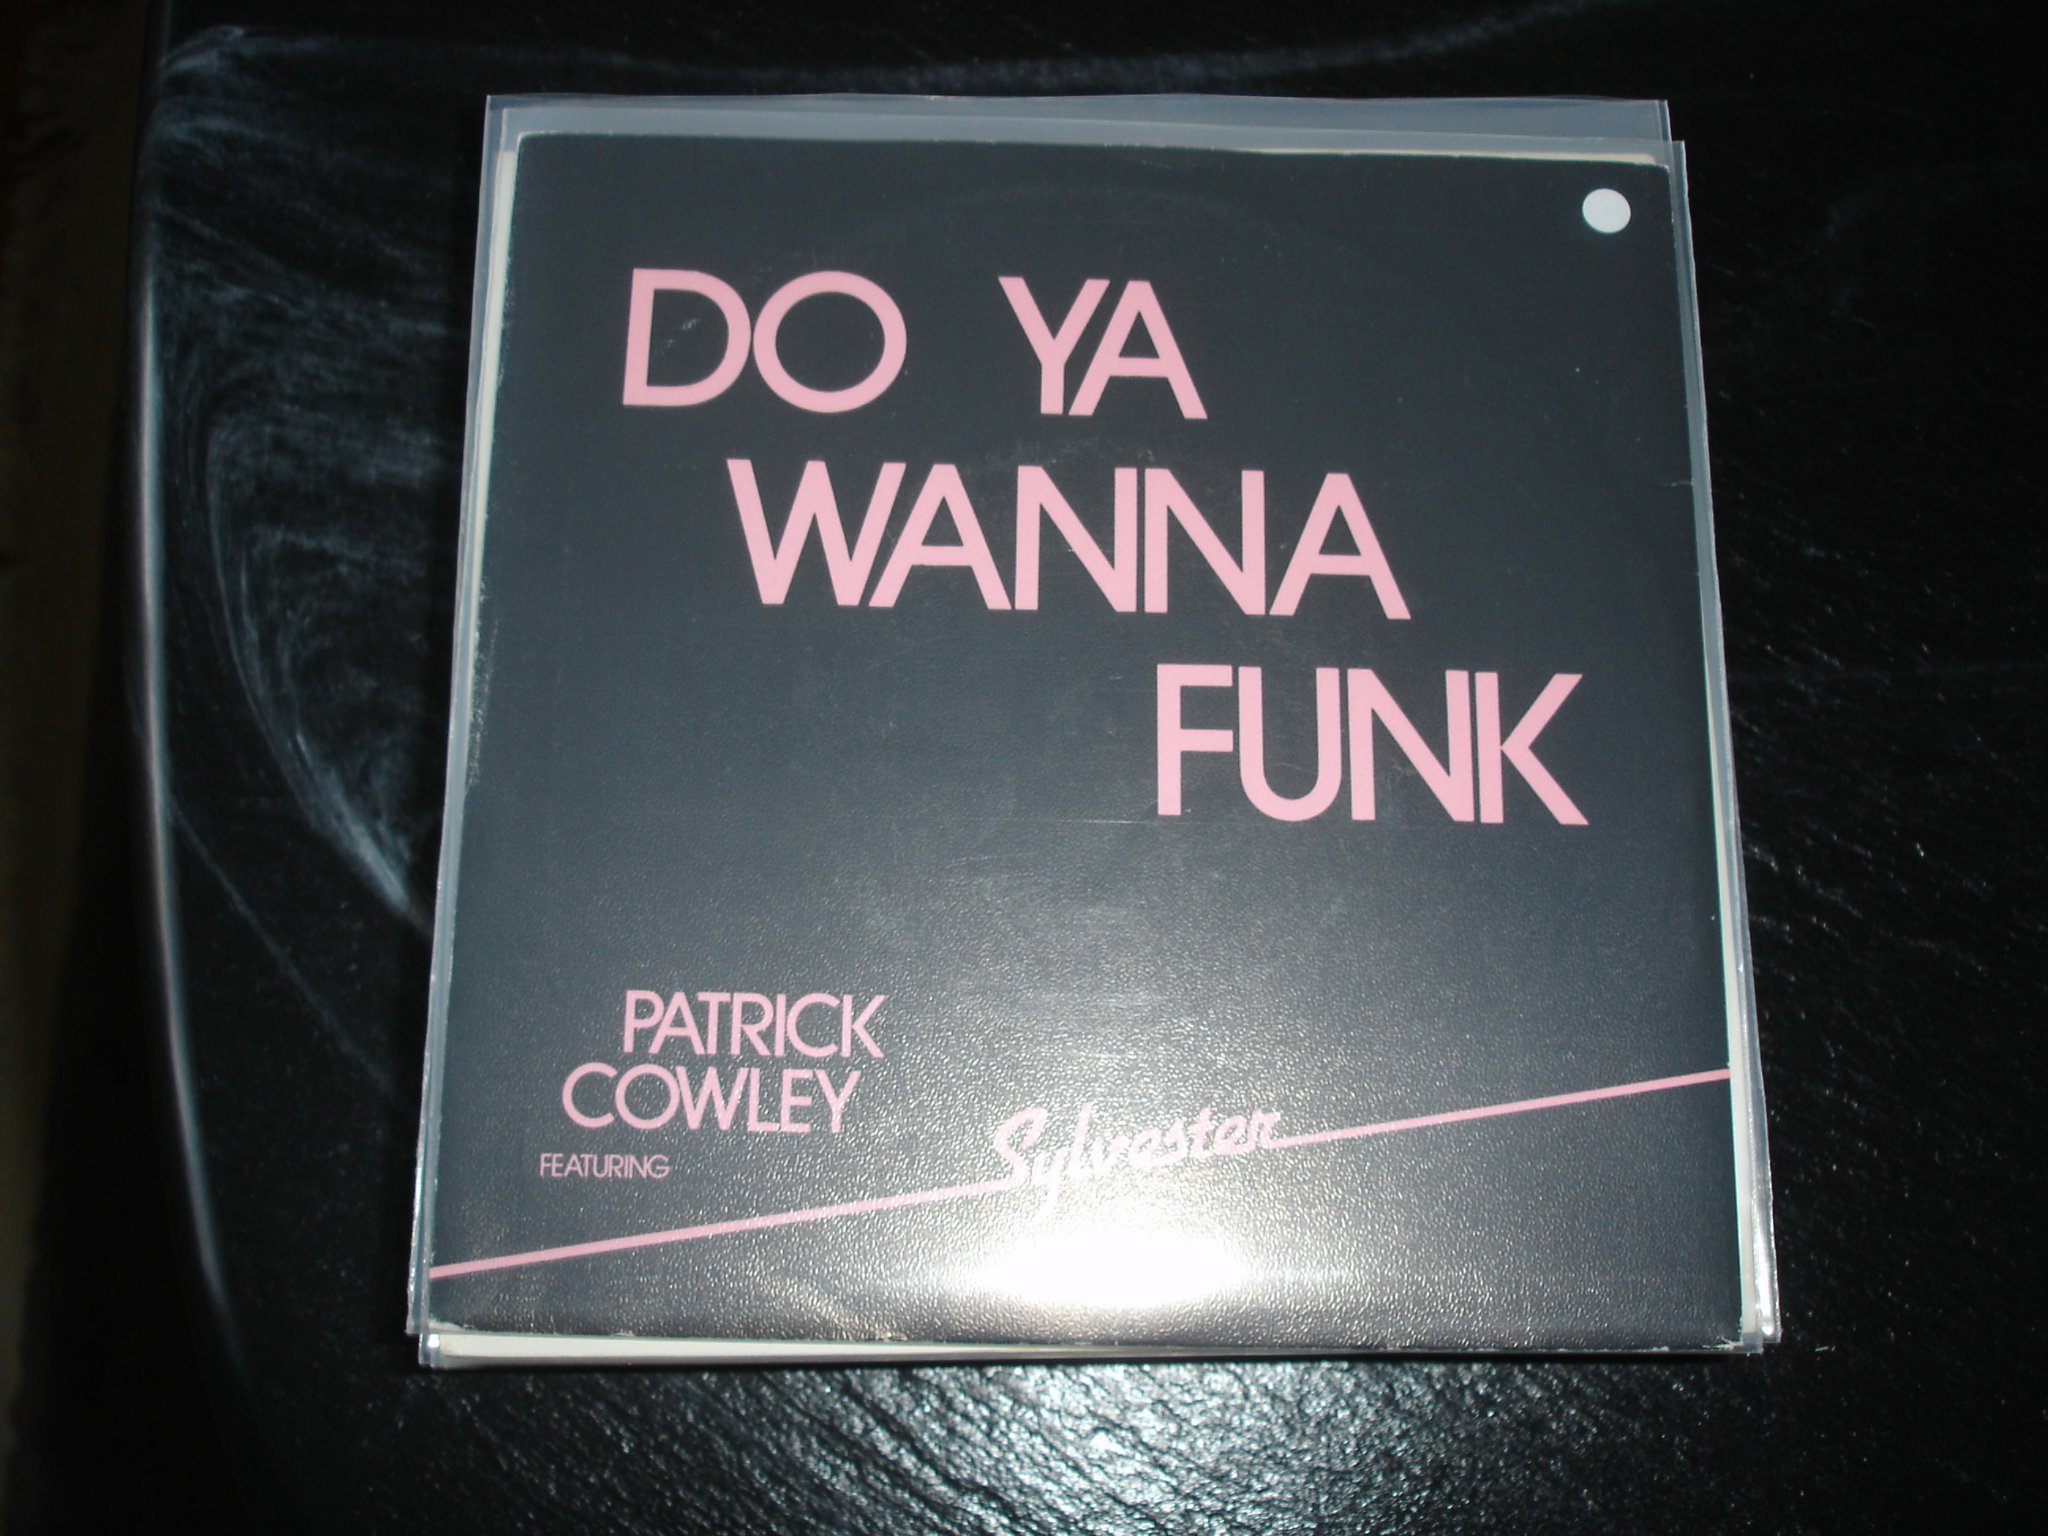 DO YA
WANNA
FUNK
PATRICK
COWLEY
FEATURING
Sylvester